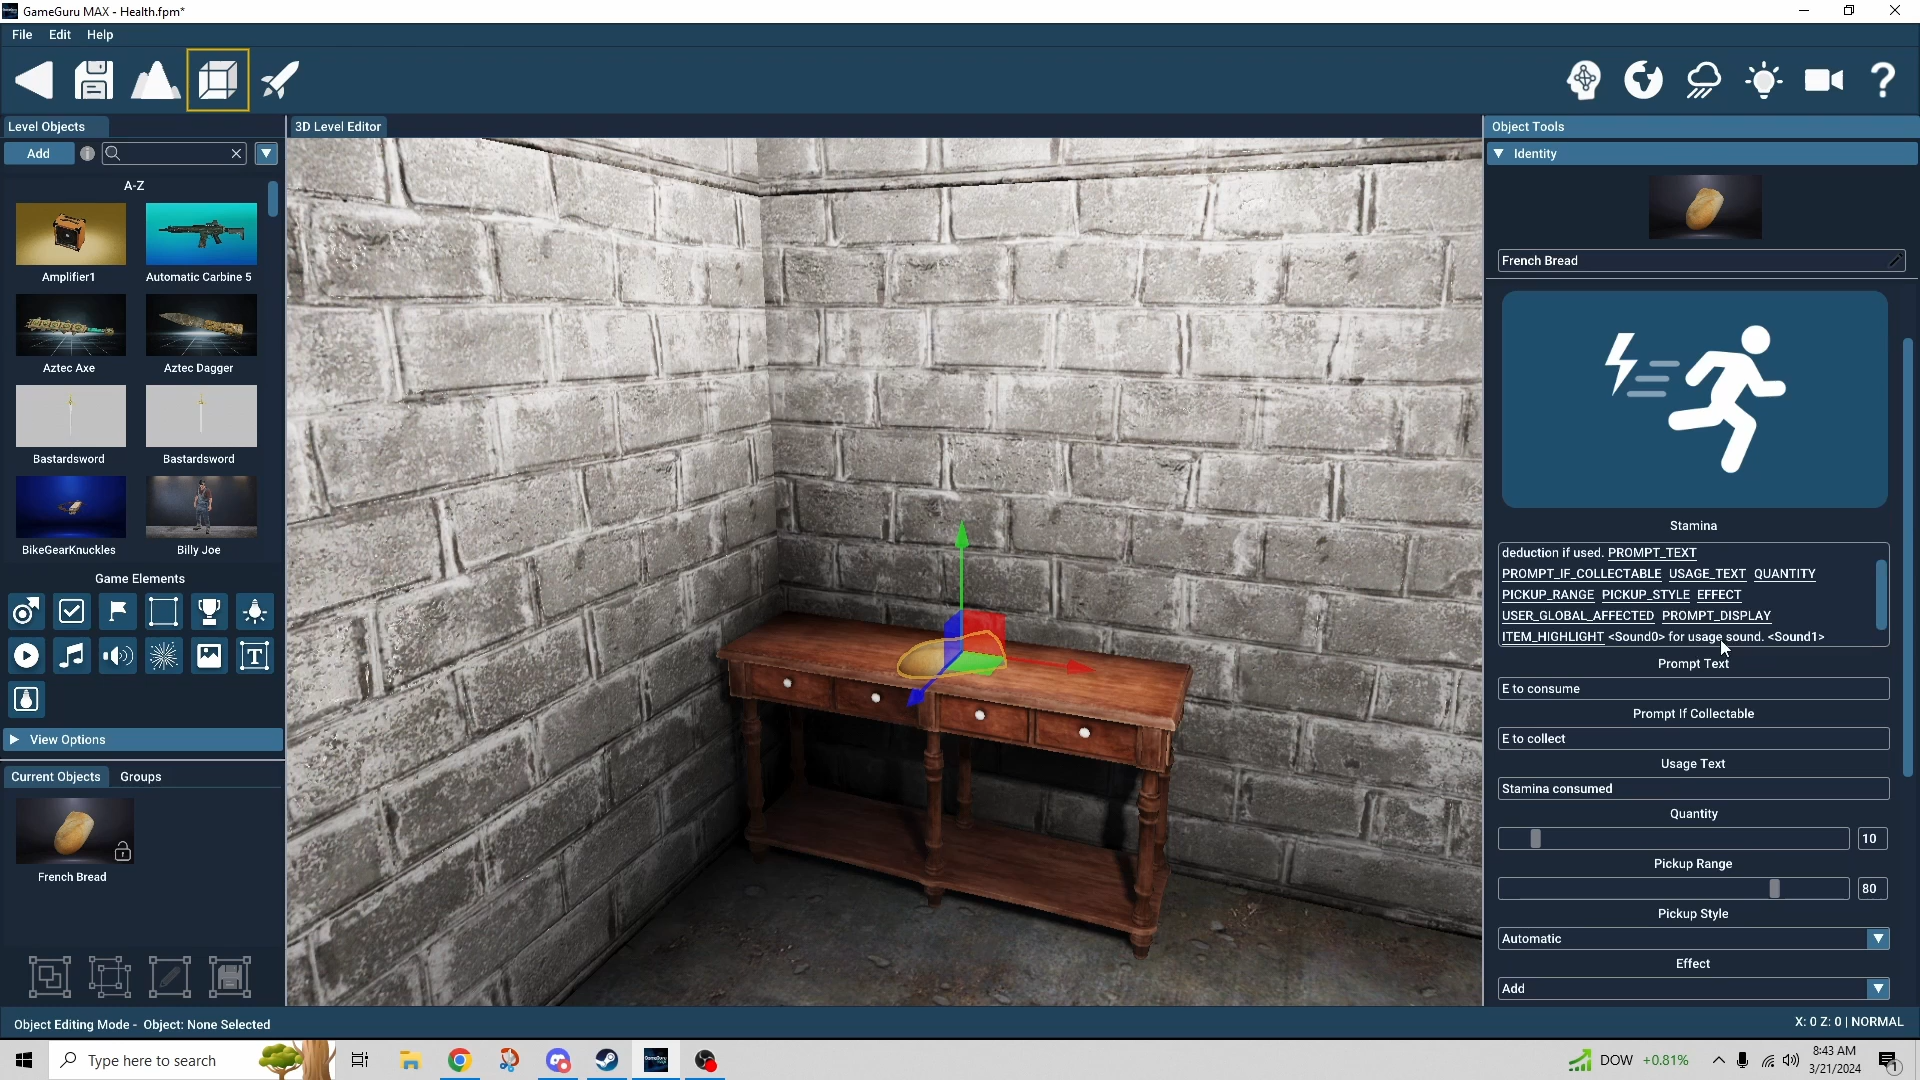 GameGuru MAX - Health.fpm*
File Edit Help
Level Objects
Add
A-Z
Amplifier1
Automatic Carbine 5
Aztec Axe
Aztec Dagger
Bastardsword
Bastardsword
BikeGearKnuckles
Billy Joe
Game Elements
View Options
Current Objects Groups
French Bread
Object Editing Mode - Object: None Selected
3D Level Editor
Object Tools
Identity
French Bread
Stamina
deduction if used. PROMPT_TEXT
PROMPT_IF_COLLECTABLE USAGE_TEXT QUANTITY
PICKUP_RANGE PICKUP_STYLE EFFECT
USER_GLOBAL_AFFECTED PROMPT_DISPLAY
ITEM_HIGHLIGHT <Sound0> for usage sound. <Sound1>
Prompt Text
E to consume
Prompt If Collectable
E to collect
Usage Text
Stamina consumed
Quantity
10
Pickup Range
80
Pickup Style
Automatic
Effect
Add
X: 0 Z: 0 | NORMAL
Type here to search
DOW +0.81%
8:43 AM
3/21/2024